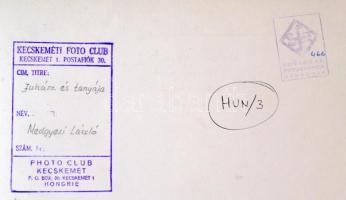 KECSKEMÉTI FOTO CLUB
KECSKEMÉT 1. POSTAFIÓK 30.
CIM, TITRE:
Juhász és tanyája
NÉV,
Medgyesi László
SZÁM,
PHOTO CLUB
KECSKEMÉT
P. O. BOX. 30. KECSKEMÉT 1
HONGRIE
HUN/3
466